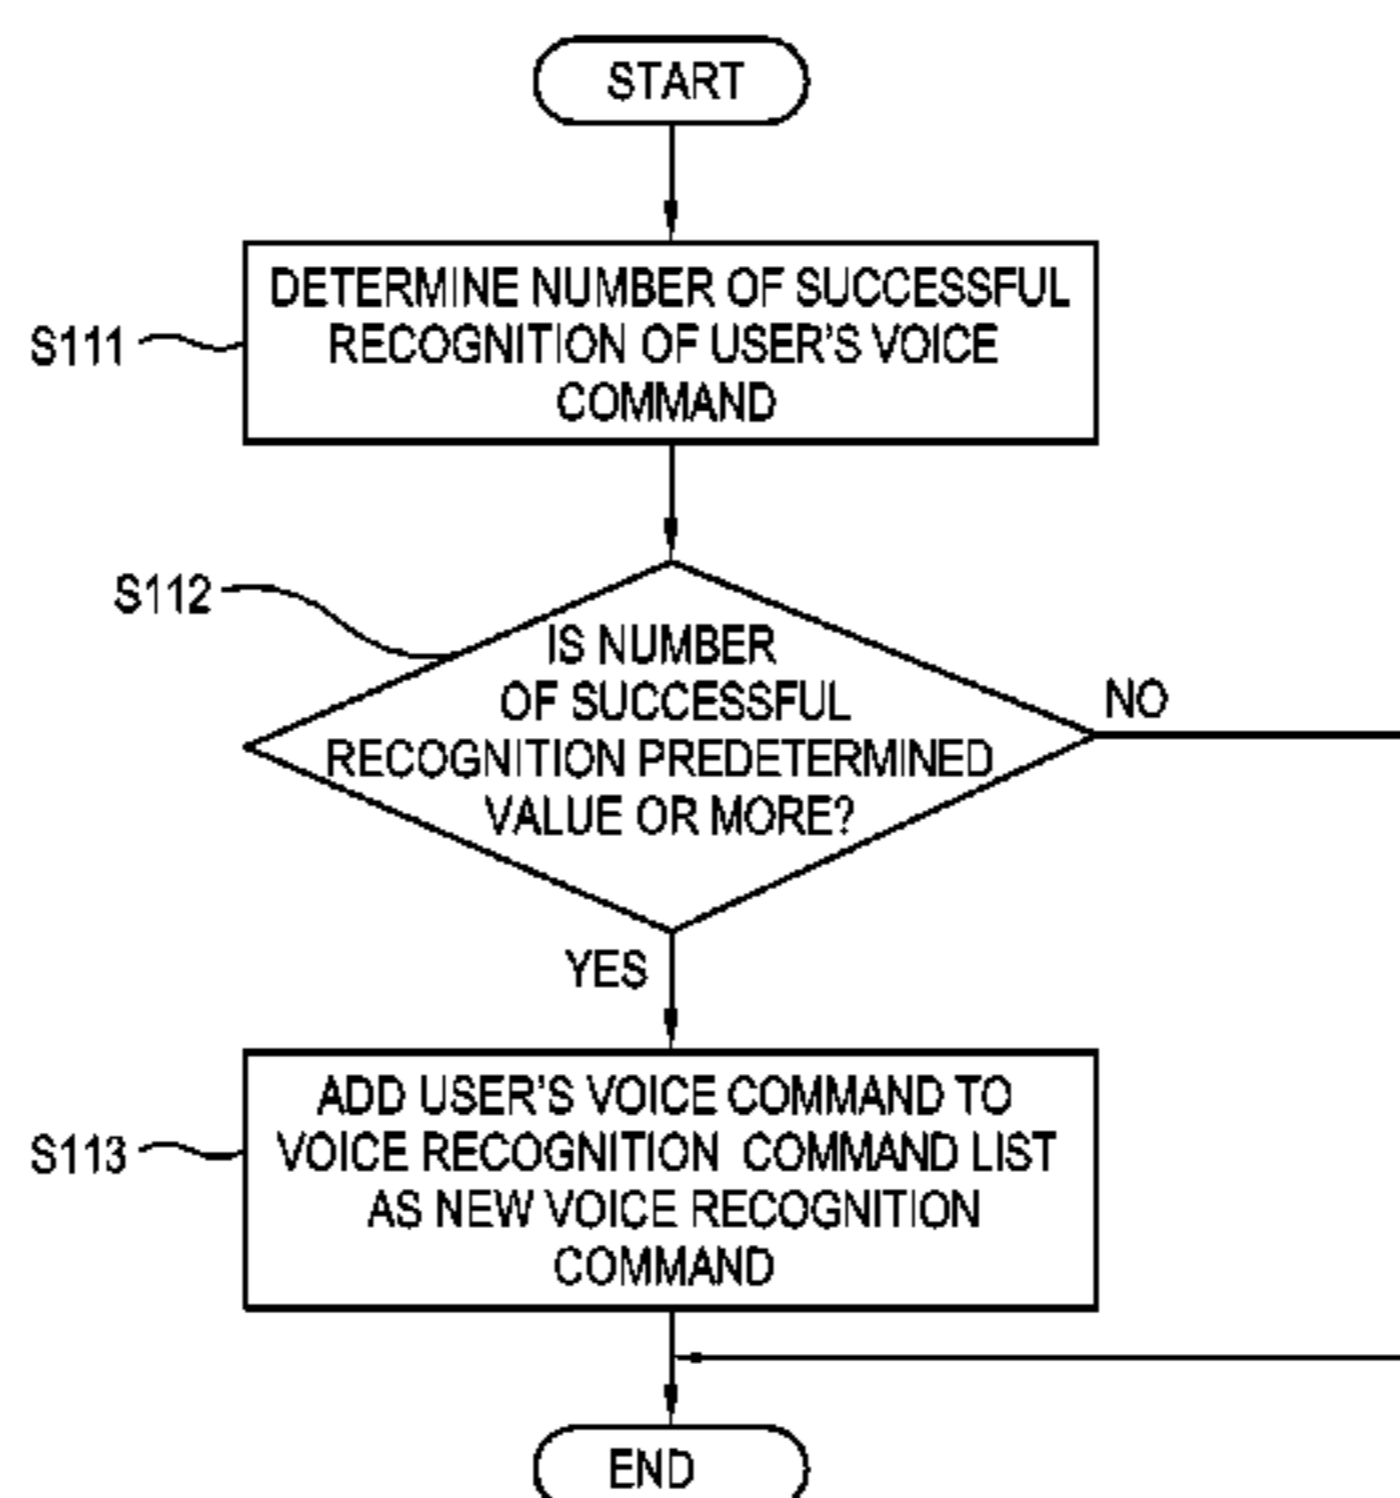 START
S111
DETERMINE NUMBER OF SUCCESSFUL
RECOGNITION OF USER'S VOICE
COMMAND
S112
IS NUMBER
OF SUCCESSFUL
RECOGNITION PREDETERMINED
VALUE OR MORE?
NO
YES
S113
ADD USER'S VOICE COMMAND TO
VOICE RECOGNITION COMMAND LIST
AS NEW VOICE RECOGNITION
COMMAND
END